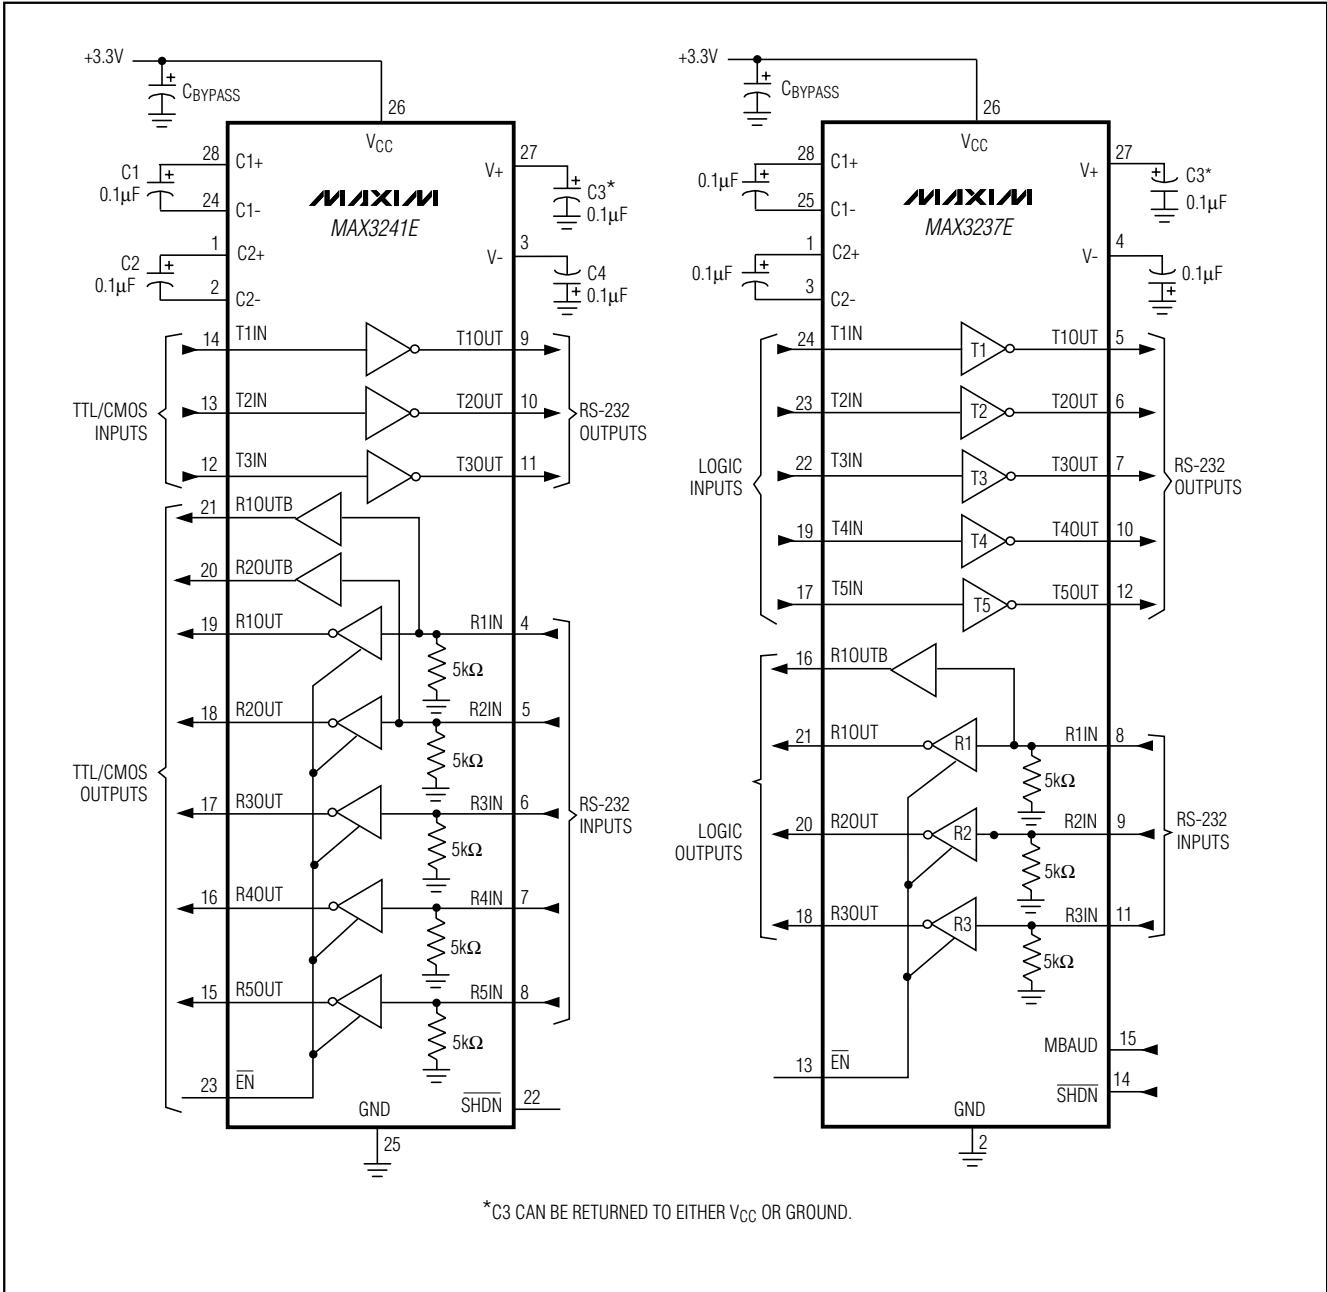 +3.3V
CBYPASS
26
VCC
28
C1+
C1
0.1µF
24
C1-
27
V+
C3*
0.1µF
MAXIM
MAX3241E
1
C2+
C2
0.1µF
2
C2-
3
V-
C4
0.1µF
14
T1IN
T1OUT
9
13
T2IN
T2OUT
10
12
T3IN
T3OUT
11
TTL/CMOS
INPUTS
RS-232
OUTPUTS
21
R1OUTB
20
R2OUTB
19
R1OUT
R1IN
4
5kΩ
18
R2OUT
R2IN
5
5kΩ
17
R3OUT
R3IN
6
5kΩ
16
R4OUT
R4IN
7
5kΩ
15
R5OUT
R5IN
8
5kΩ
TTL/CMOS
OUTPUTS
RS-232
INPUTS
23
EN
SHDN
22
GND
25
+3.3V
CBYPASS
26
VCC
28
C1+
0.1µF
25
C1-
27
V+
C3*
0.1µF
MAXIM
MAX3237E
1
C2+
0.1µF
3
C2-
4
V-
0.1µF
24
T1IN
T1
T1OUT
5
23
T2IN
T2
T2OUT
6
22
T3IN
T3
T3OUT
7
19
T4IN
T4
T4OUT
10
17
T5IN
T5
T5OUT
12
LOGIC
INPUTS
RS-232
OUTPUTS
16
R1OUTB
21
R1OUT
R1
R1IN
8
5kΩ
20
R2OUT
R2
R2IN
9
5kΩ
18
R3OUT
R3
R3IN
11
5kΩ
LOGIC
OUTPUTS
RS-232
INPUTS
MBAUD
15
13
EN
SHDN
14
GND
2
*C3 CAN BE RETURNED TO EITHER VCC OR GROUND.